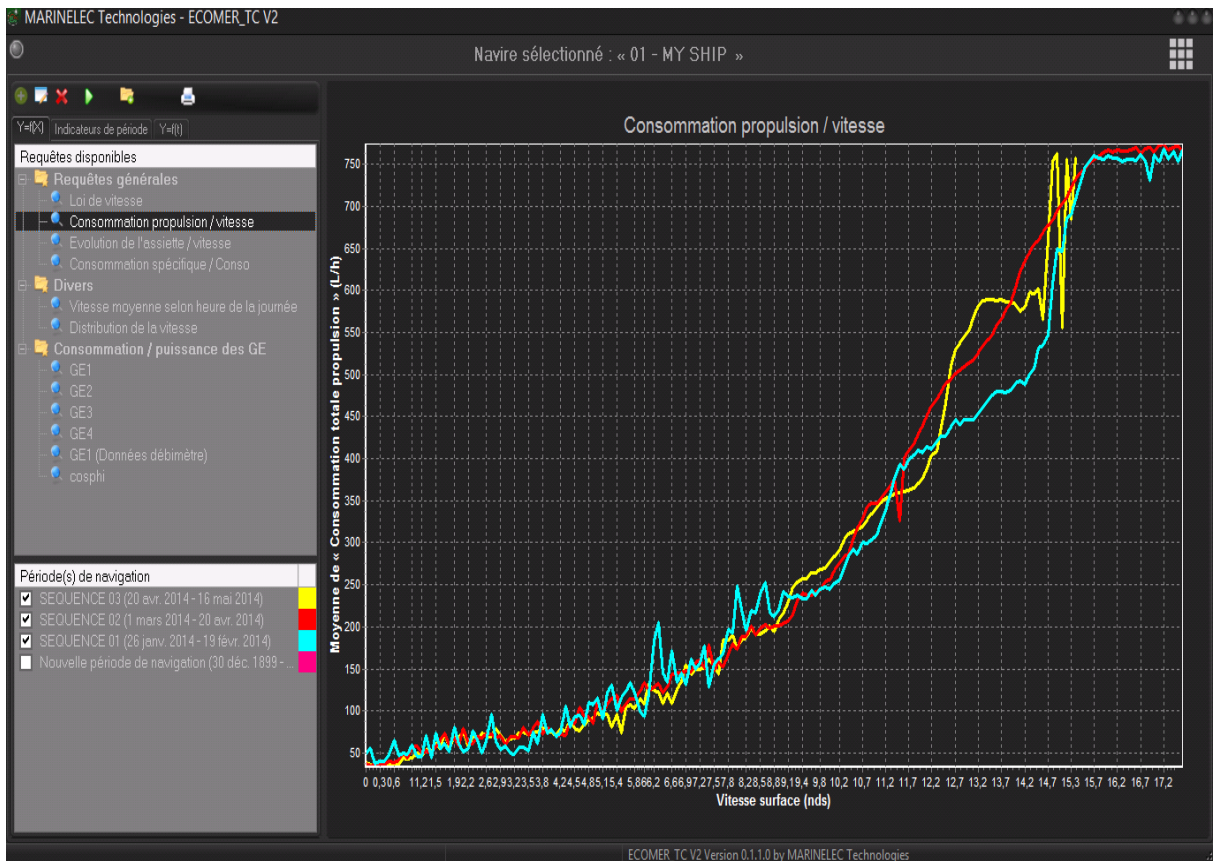 MARINELEC Technologies - ECOMER_TC V2
Navire sélectionné : « 01 - MY SHIP »
Y=f(X) Indicateurs de période Y=f(t)
Requêtes disponibles
Requêtes générales
Loi de vitesse
Consommation propulsion / vitesse
Evolution de l'assiette / vitesse
Consommation spécifique / Conso
Divers
Vitesse moyenne selon heure de la journée
Distribution de la vitesse
Consommation / puissance des GE
GE1
GE2
GE3
GE4
GE1 (Données débimètre)
cosphi
Période(s) de navigation
SEQUENCE 03 (20 avr. 2014 - 16 mai 2014)
SEQUENCE 02 (1 mars 2014 - 20 avr. 2014)
SEQUENCE 01 (26 janv. 2014 - 19 févr. 2014)
Nouvelle période de navigation (30 déc. 1899 - ...
Consommation propulsion / vitesse
Moyenne de « Consommation totale propulsion » (L/h)
750
700
650
600
550
500
450
400
350
300
250
200
150
100
50
0 0,30,6 11,21,5 1,92,2 2,62,93,23,53,8 4,24,54,85,15,4 5,866,2 6,66,97,27,57,8 8,28,58,89,19,4 9,8 10,2 10,7 11,2 11,7 12,2 12,7 13,2 13,7 14,2 14,7 15,3 15,7 16,2 16,7 17,2
Vitesse surface (nds)
ECOMER_TC V2 Version 0.1.1.0 by MARINELEC Technologies